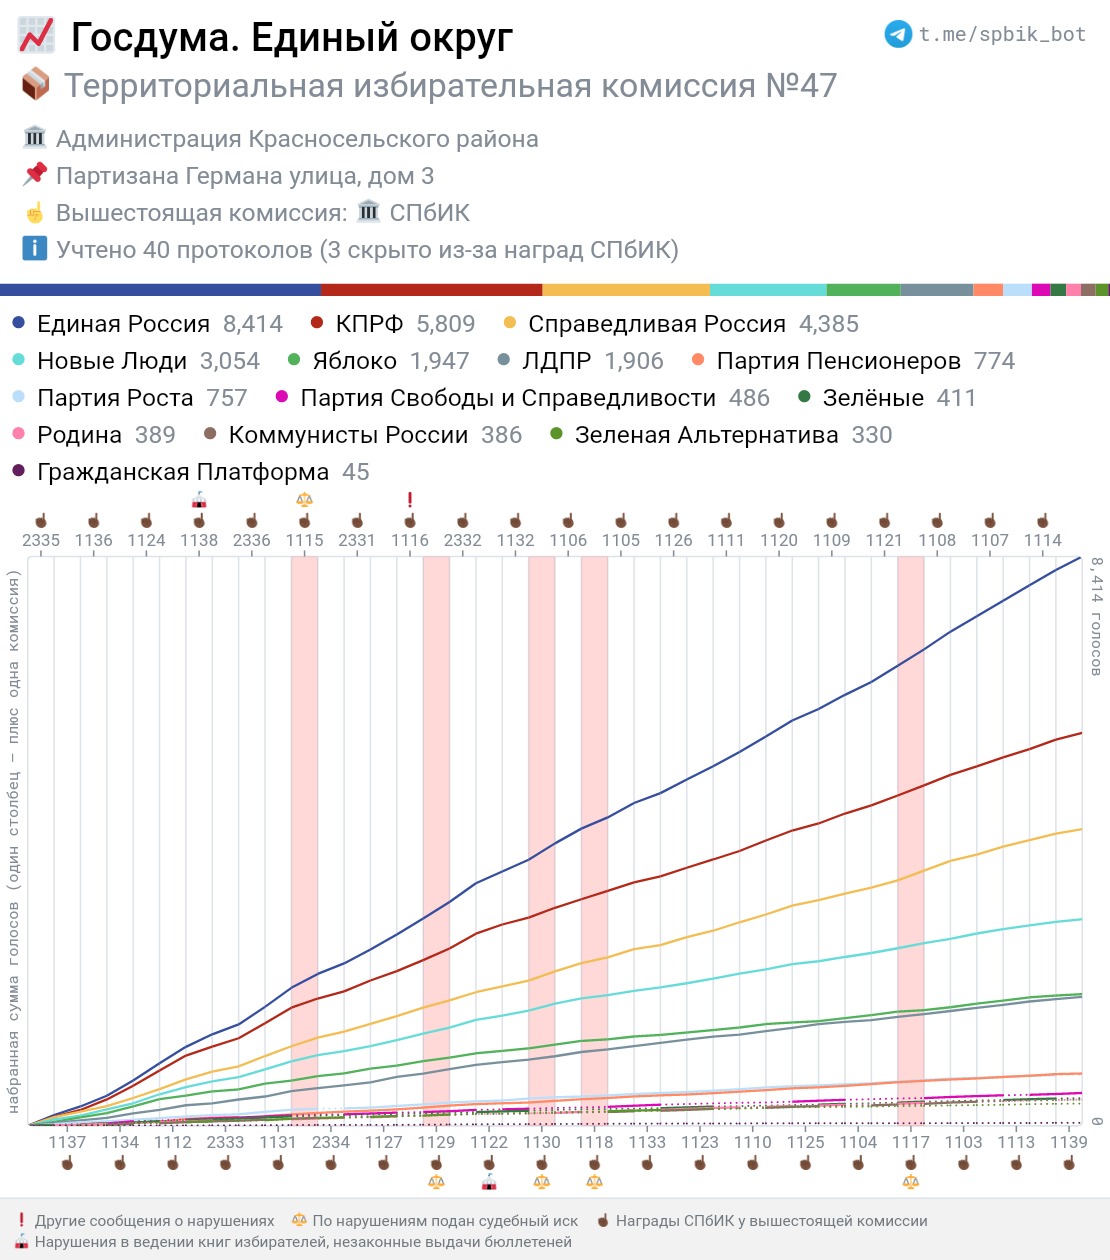 Госдума. Единый округ
t.me/spbik_bot
Территориальная избирательная комиссия №47
Администрация Красносельского района
Партизана Германа улица, дом 3
Вышестоящая комиссия: СПбИК
Учтено 40 протоколов (3 скрыто из-за наград СПбИК)
Единая Россия 8,414 КПРФ 5,809 Справедливая Россия 4,385
Новые Люди 3,054 Яблоко 1,947 ЛДПР 1,906 Партия Пенсионеров 774
Партия Роста 757 Партия Свободы и Справедливости 486 Зелёные 411
Родина 389 Коммунисты России 386 Зеленая Альтернатива 330
Гражданская Платформа 45
2335 1136 1124 1138 2336 1115 2331 1116 2332 1132 1106 1105 1126 1111 1120 1109 1121 1108 1107 1114
набранная сумма голосов (один столбец — плюс одна комиссия)
8,414 голосов
0
1137 1134 1112 2333 1131 2334 1127 1129 1122 1130 1118 1133 1123 1110 1125 1104 1117 1103 1113 1139
Другие сообщения о нарушениях По нарушениям подан судебный иск Награды СПбИК у вышестоящей комиссии
Нарушения в ведении книг избирателей, незаконные выдачи бюллетеней